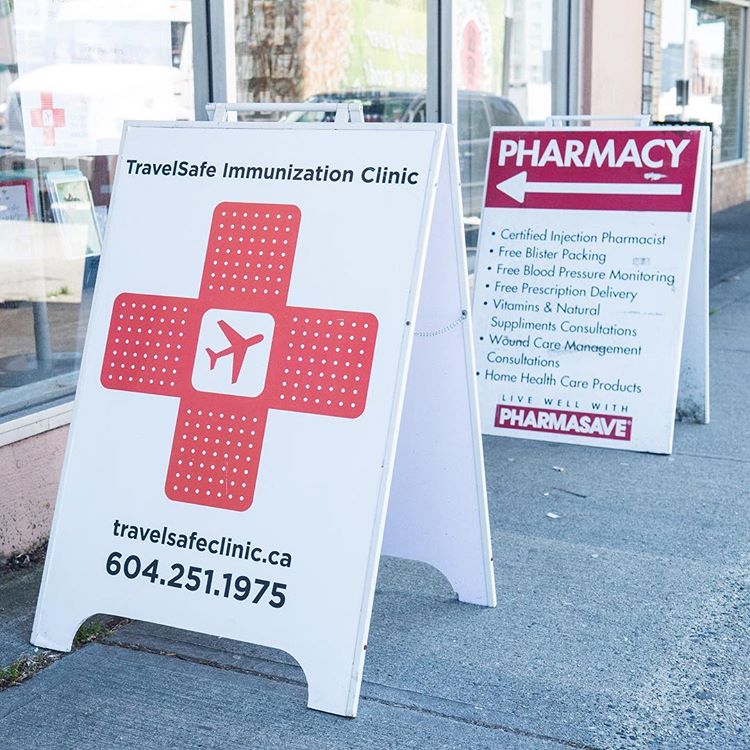 TravelSafe Immunization Clinic
travelsafeclinic.ca
604.251.1975
PHARMACY
• Certified Injection Pharmacist
• Free Blister Packing
• Free Blood Pressure Monitoring
• Free Prescription Delivery
• Vitamins & Natural
Suppliments Consultations
• Wound Care Management
Consultations
• Home Health Care Products
LIVE WELL WITH
PHARMASAVE